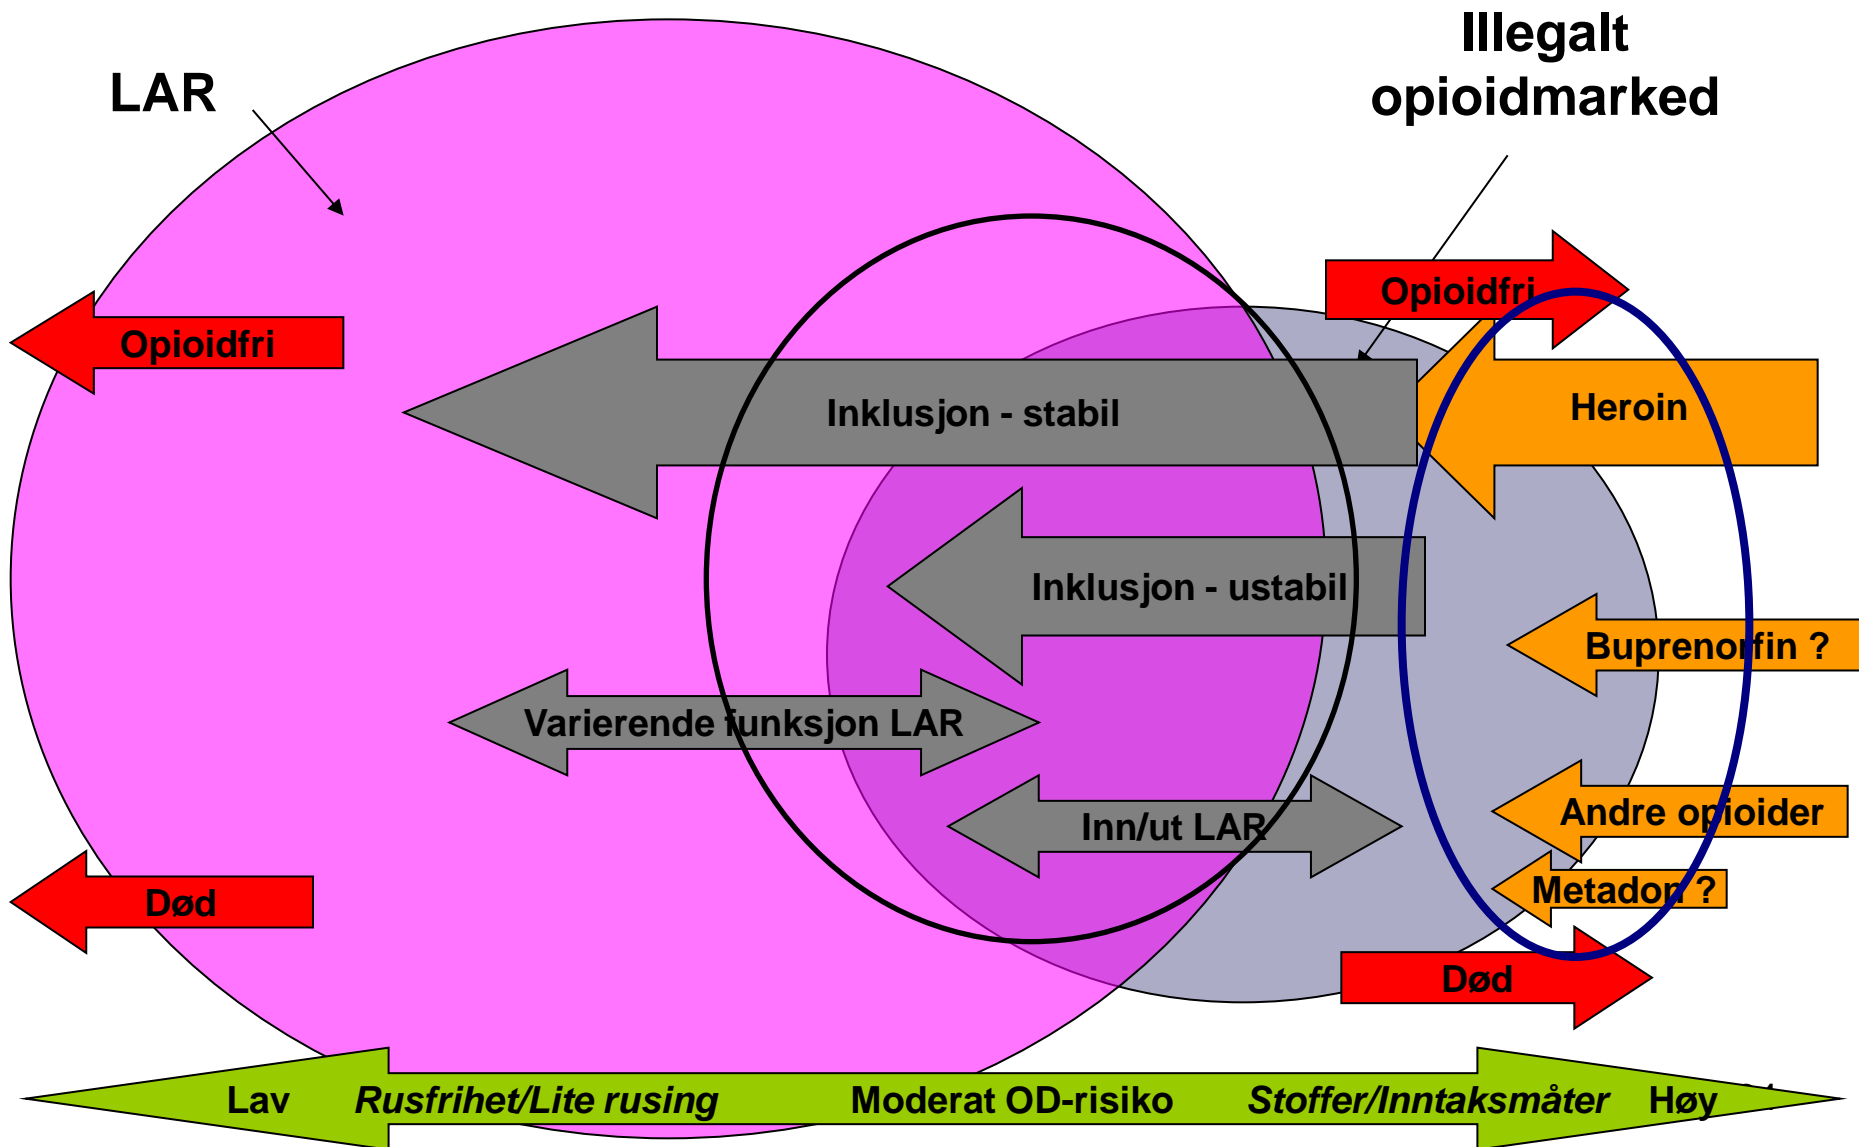 Illegalt
opioidmarked
LAR
Opioidfri
Opioidfri
Heroin
Inklusjon - stabil
Inklusjon - ustabil
Buprenorfin ?
Varierende funksjon LAR
Andre opioider
Inn/ut LAR
Metadon ?
Død
Død
Lav Rusfrihet/Lite rusing Moderat OD-risiko Stoffer/Inntaksmåter Høy